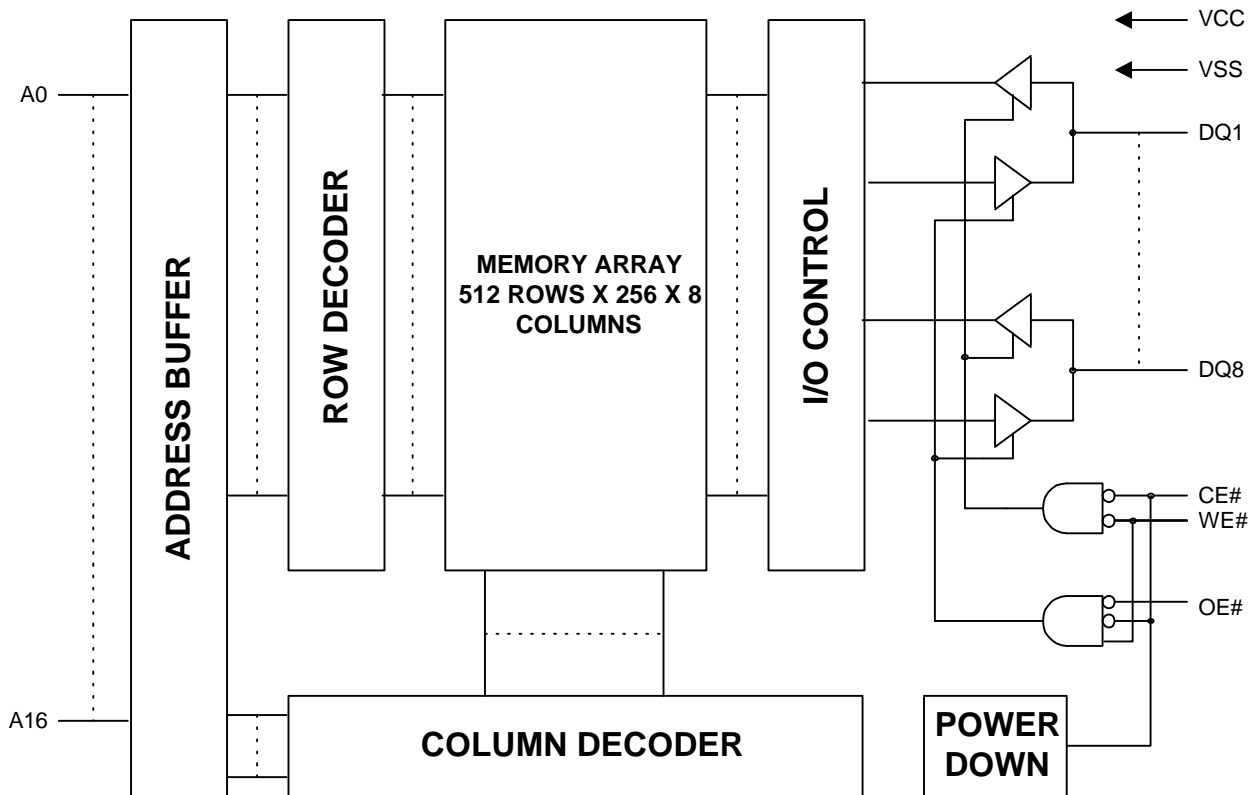 VCC
VSS
A0
DQ1
ADDRESS BUFFER
ROW DECODER
MEMORY ARRAY
512 ROWS X 256 X 8
COLUMNS
I/O CONTROL
DQ8
CE#
WE#
OE#
A16
COLUMN DECODER
POWER
DOWN